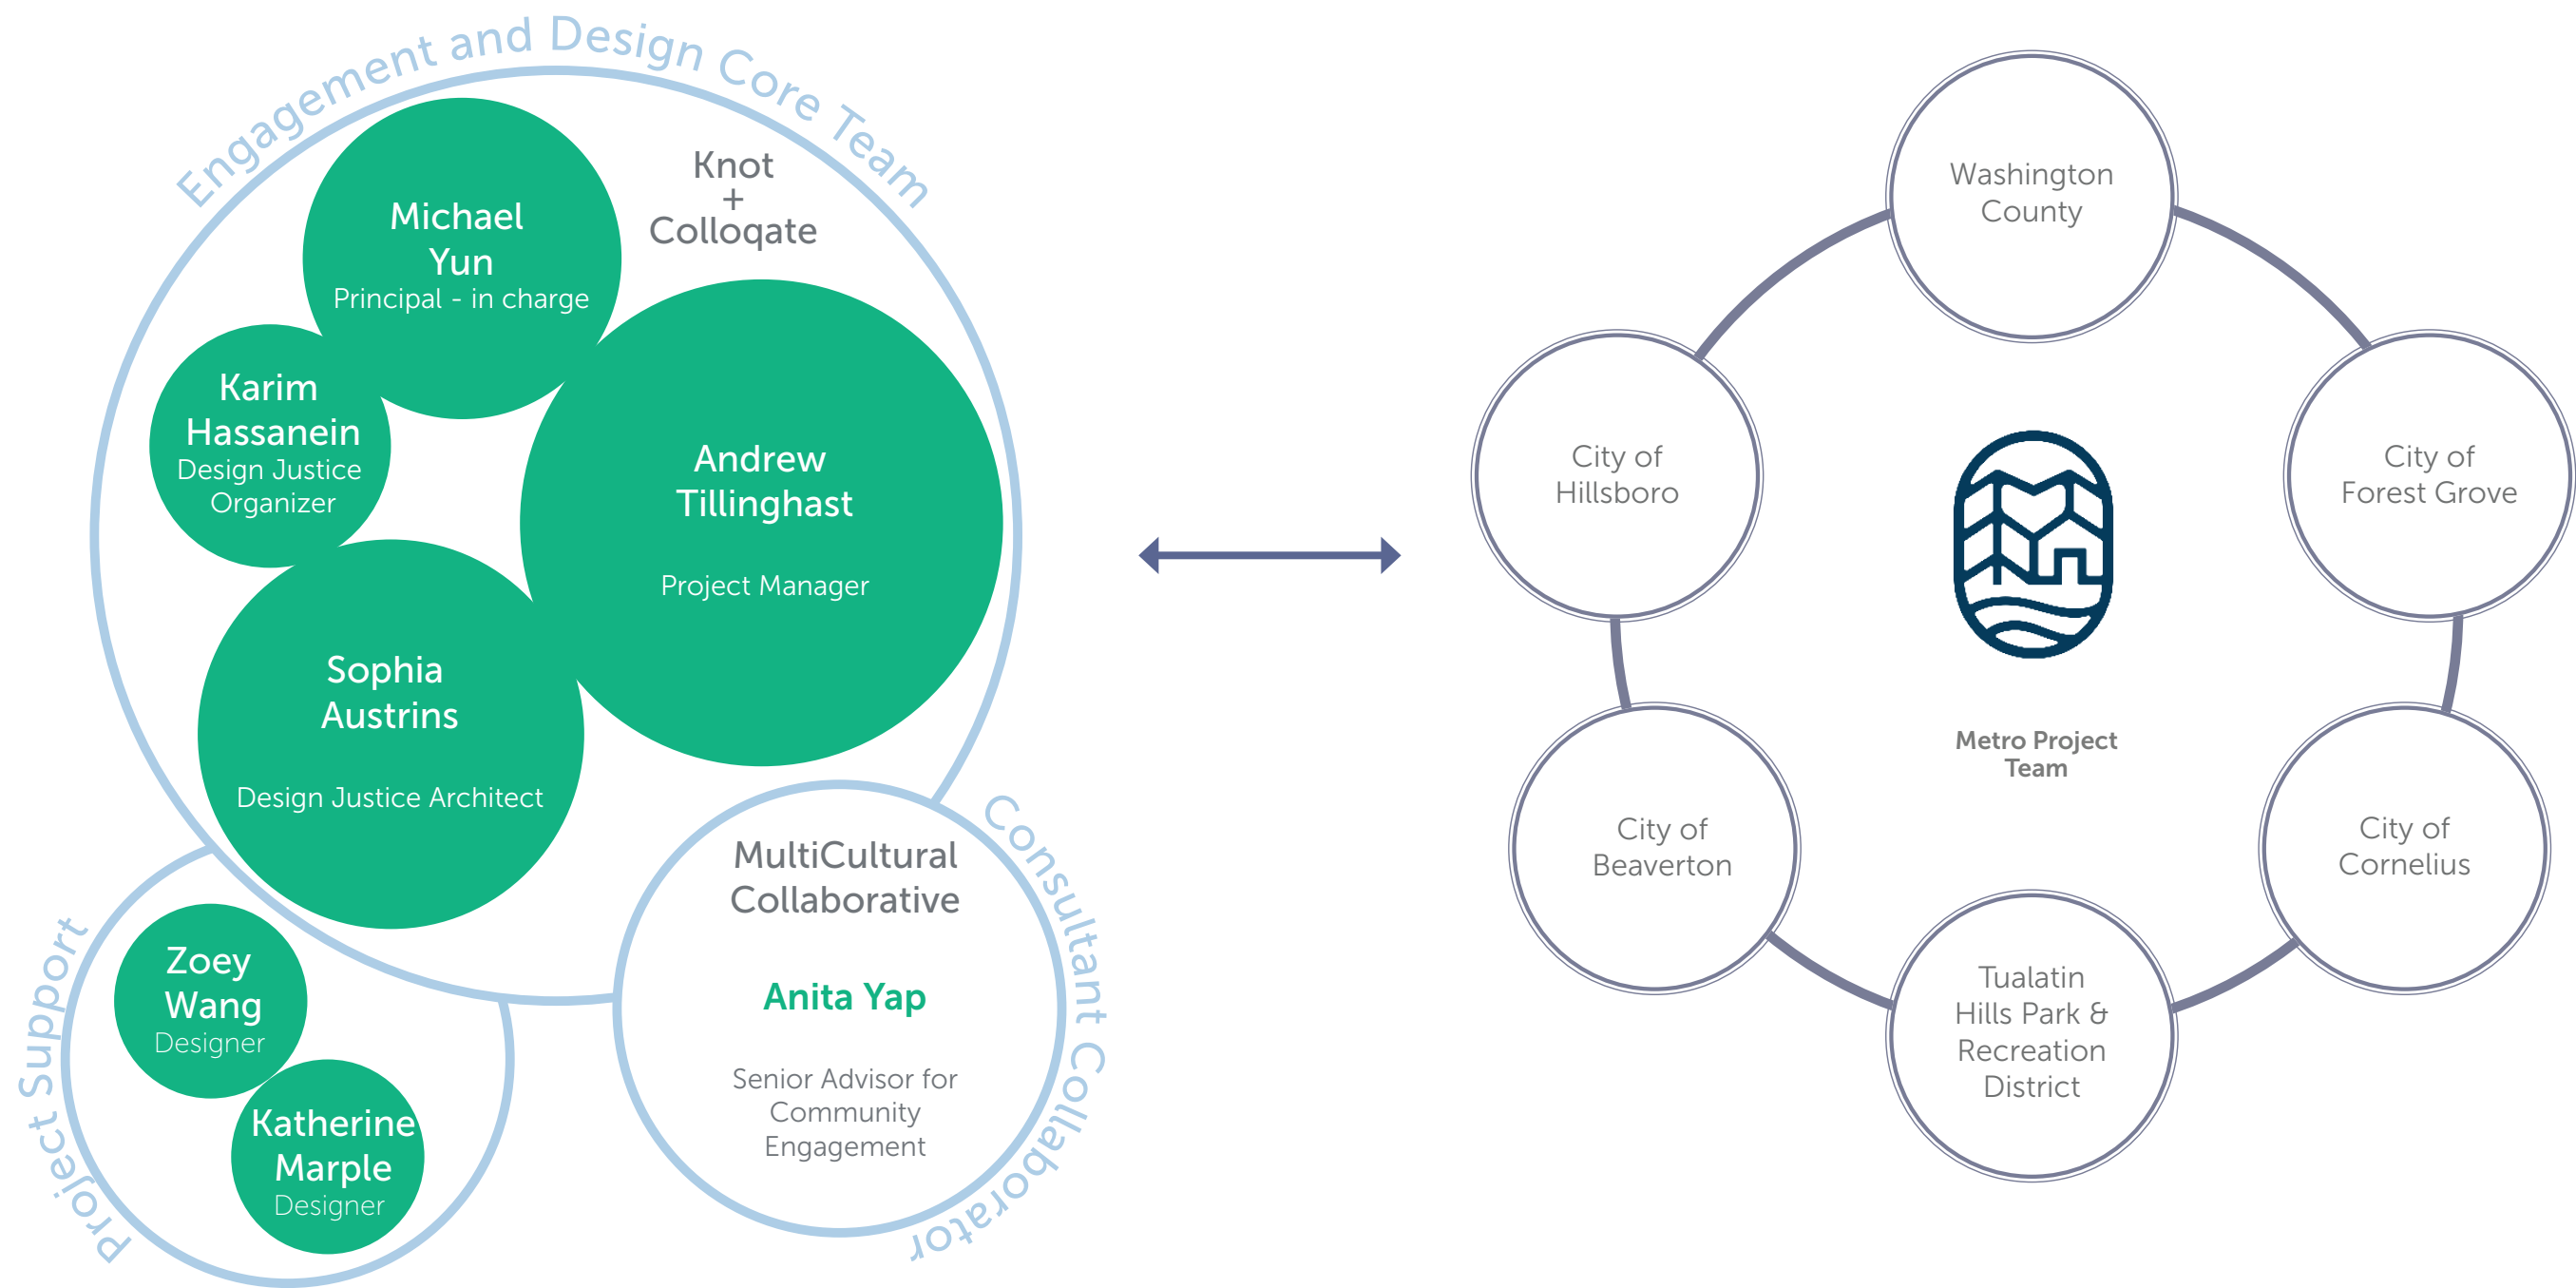 Engagement and Design Core Team
Knot
+
Colloqate
Michael
Yun
Principal - in charge
Karim
Hassanein
Design Justice
Organizer
Andrew
Tillinghast
Project Manager
Sophia
Austrins
Design Justice Architect
Project Support
Zoey
Wang
Designer
Katherine
Marple
Designer
Consultant Collaborator
MultiCultural
Collaborative
Anita Yap
Senior Advisor for
Community
Engagement
Washington
County
City of
Hillsboro
City of
Forest Grove
Metro Project
Team
City of
Beaverton
City of
Cornelius
Tualatin
Hills Park &
Recreation
District